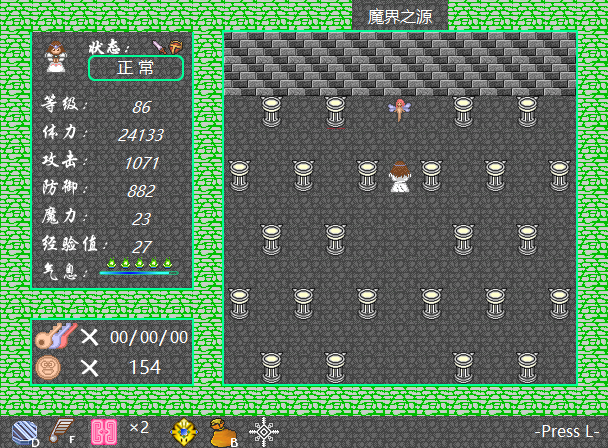 魔界之源
狀态：
正常
等级： 86
体力： 24133
攻击： 1071
防御： 882
魔力： 23
经验值： 27
气息：
00/00/00
154
D
F
×2
B
-Press L-